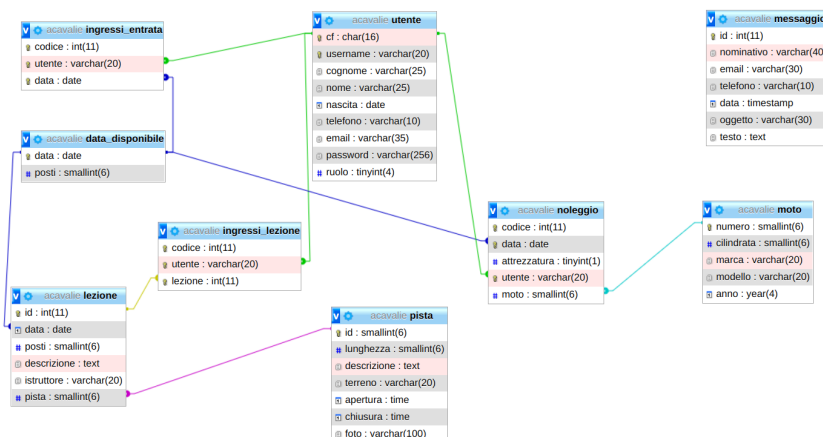 acavalie ingressi_entrata
codice : int(11)
utente : varchar(20)
data : date
acavalie utente
cf : char(16)
username : varchar(20)
cognome : varchar(25)
nome : varchar(25)
nascita : date
telefono : varchar(10)
email : varchar(35)
password : varchar(256)
ruolo : tinyint(4)
acavalie messaggio
id : int(11)
nominativo : varchar(40
email : varchar(30)
telefono : varchar(10)
data : timestamp
oggetto : varchar(30)
testo : text
acavalie data_disponibile
data : date
posti : smallint(6)
acavalie ingressi_lezione
codice : int(11)
utente : varchar(20)
lezione : int(11)
acavalie noleggio
codice : int(11)
data : date
attrezzatura : tinyint(1)
utente : varchar(20)
moto : smallint(6)
acavalie moto
numero : smallint(6)
cilindrata : smallint(6)
marca : varchar(20)
modello : varchar(20)
anno : year(4)
acavalie lezione
id : int(11)
data : date
posti : smallint(6)
descrizione : text
istruttore : varchar(20)
pista : smallint(6)
acavalie pista
id : smallint(6)
lunghezza : smallint(6)
descrizione : text
terreno : varchar(20)
apertura : time
chiusura : time
foto : varchar(100)